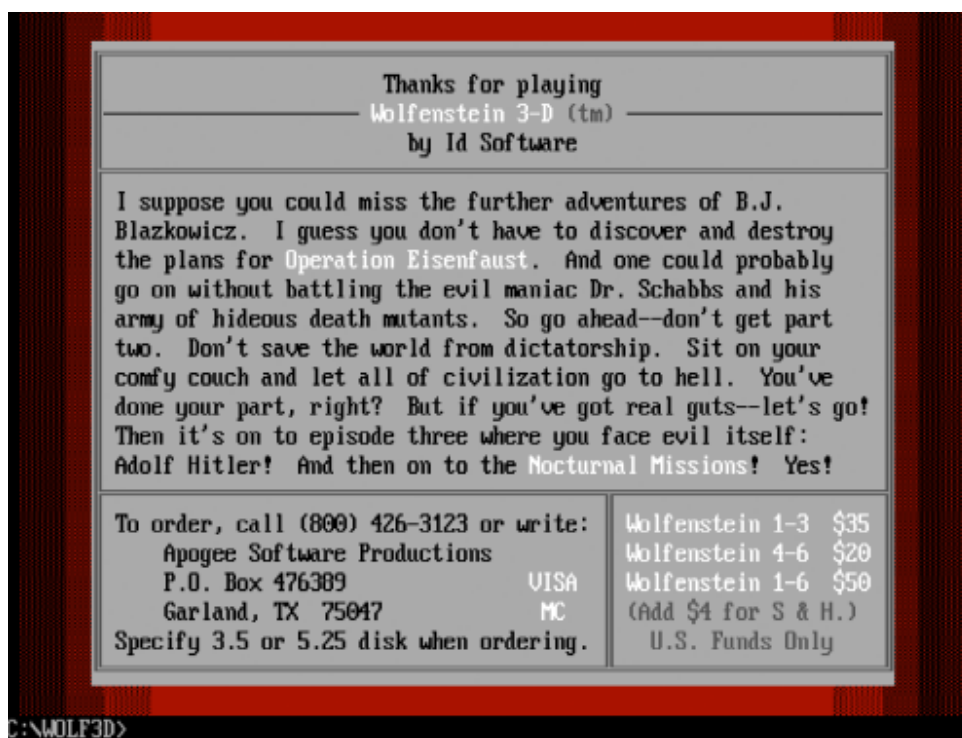 Thanks for playing
Wolfenstein 3-D (tm)
by Id Software
I suppose you could miss the further adventures of B.J.
Blazkowicz.  I guess you don't have to discover and destroy
the plans for Operation Eisenfaust.  And one could probably
go on without battling the evil maniac Dr. Schabbs and his
army of hideous death mutants.  So go ahead--don't get part
two.  Don't save the world from dictatorship.  Sit on your
comfy couch and let all of civilization go to hell.  You've
done your part, right?  But if you've got real guts--let's go!
Then it's on to episode three where you face evil itself:
Adolf Hitler!  And then on to the Nocturnal Missions!  Yes!
To order, call (800) 426-3123 or write:
Apogee Software Productions
P.O. Box 476389 VISA
Garland, TX  75047 MC
Specify 3.5 or 5.25 disk when ordering.
Wolfenstein 1-3  $35
Wolfenstein 4-6  $20
Wolfenstein 1-6  $50
(Add $4 for S & H.)
U.S. Funds Only
C:\WOLF3D>